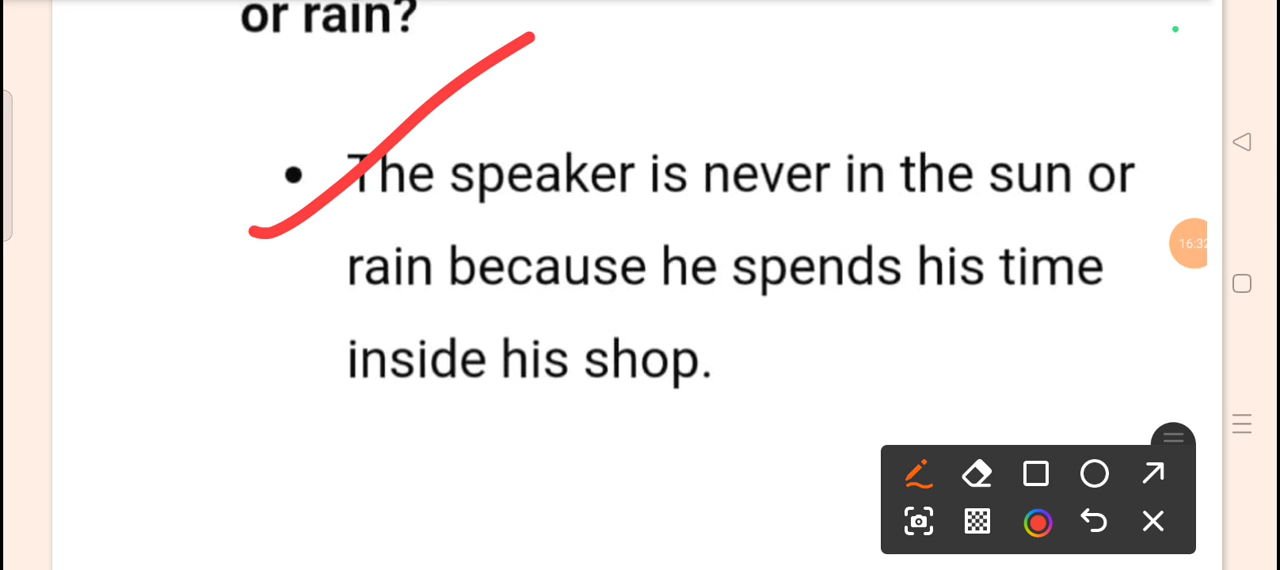 or rain?
• The speaker is never in the sun or
rain because he spends his time
inside his shop.
16:32